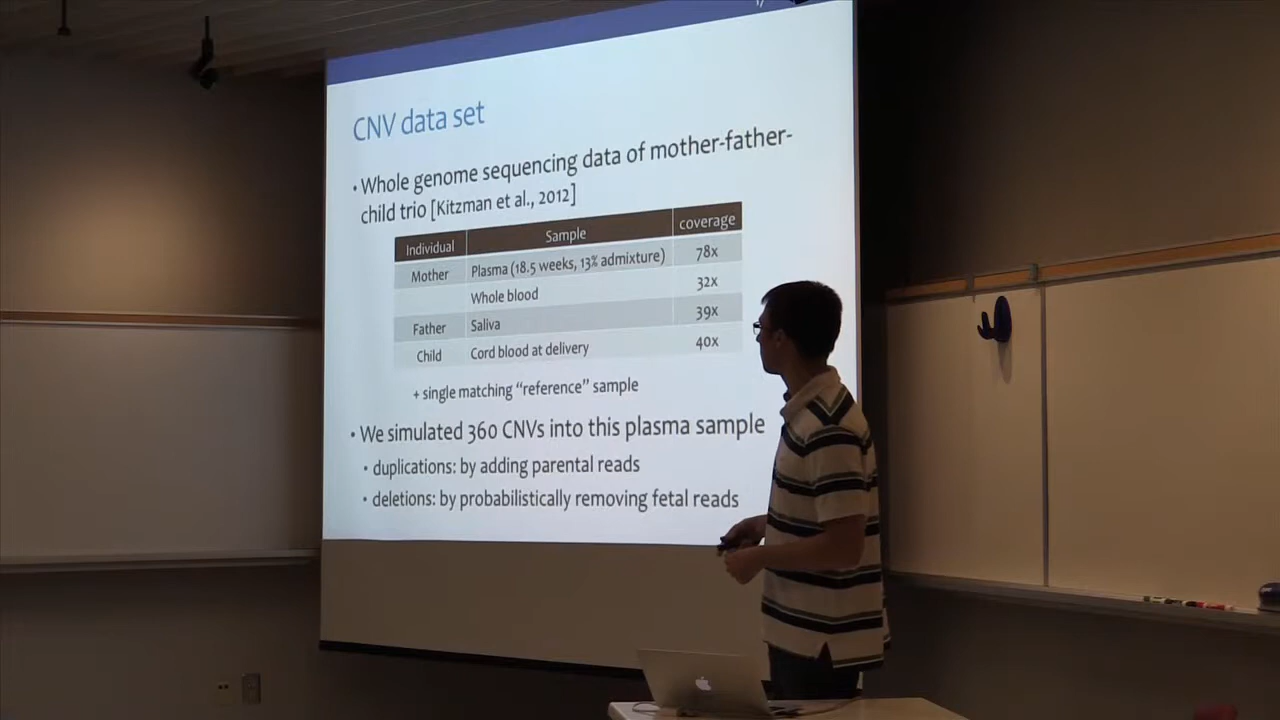 CNV data set
• Whole genome sequencing data of mother-father-
child trio [Kitzman et al., 2012]
Individual Sample coverage
Mother Plasma (18.5 weeks, 13% admixture) 78x
Whole blood 32x
Father Saliva 39x
Child Cord blood at delivery 40x
+ single matching “reference” sample
• We simulated 360 CNVs into this plasma sample
• duplications: by adding parental reads
• deletions: by probabilistically removing fetal reads